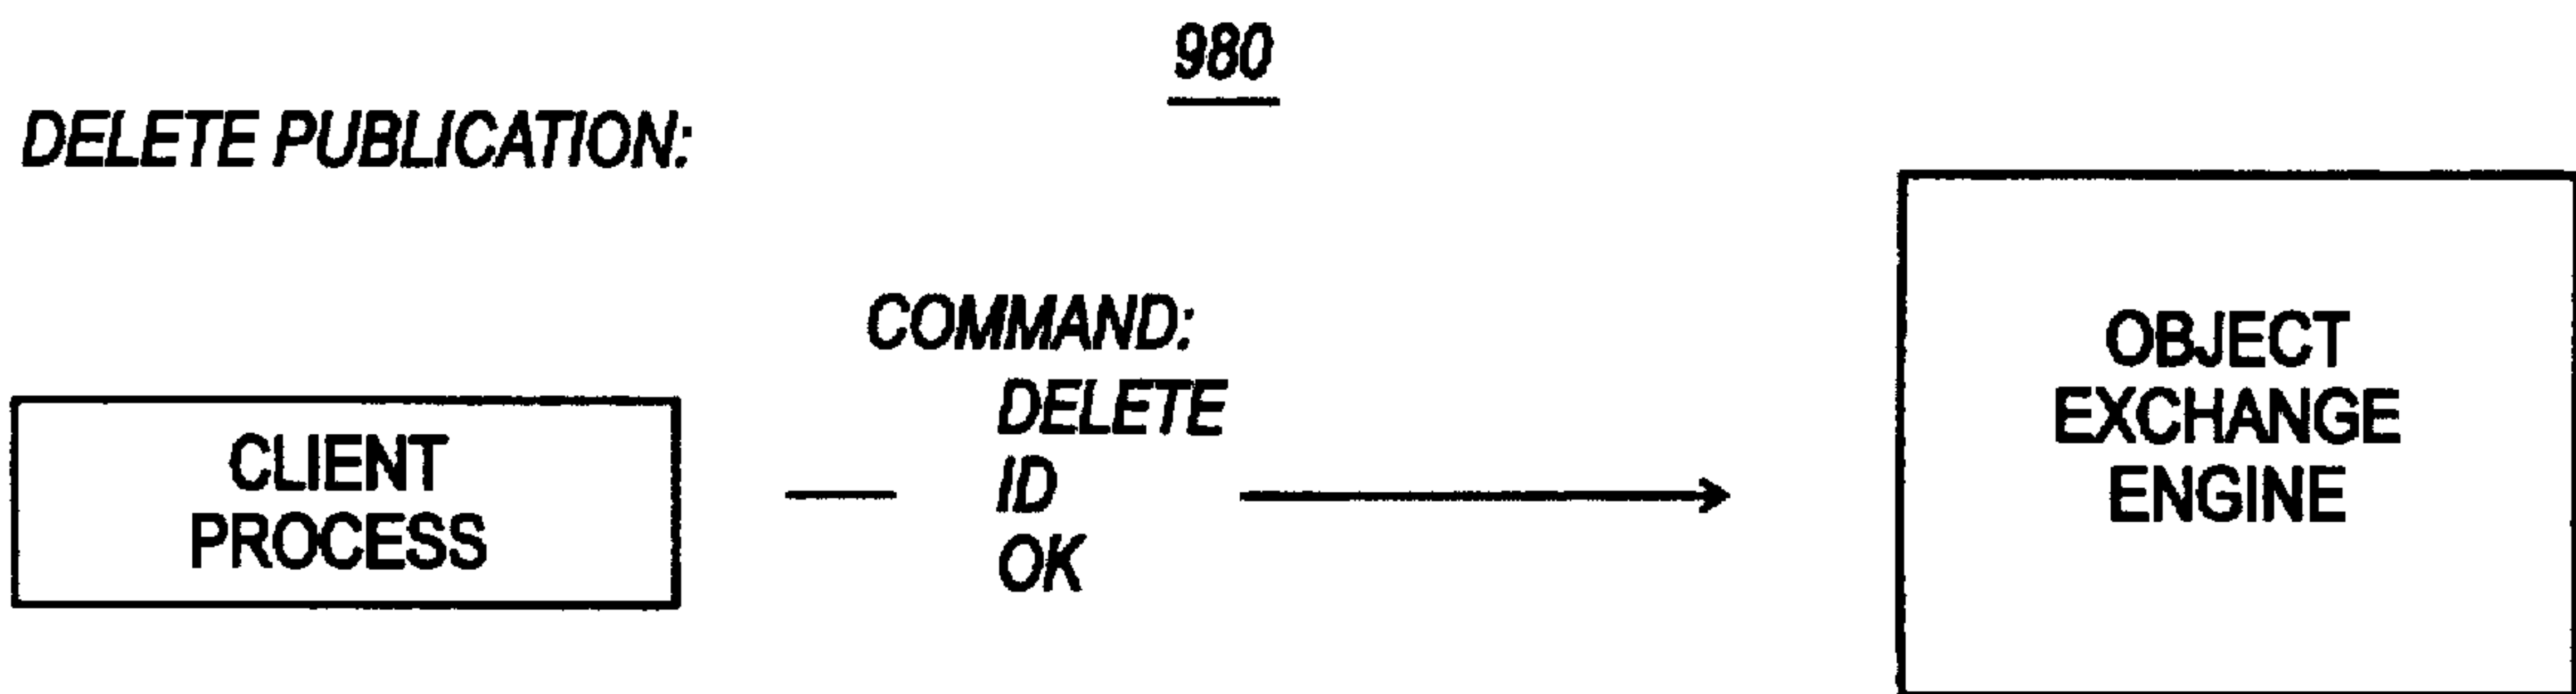 980
DELETE PUBLICATION:
COMMAND:
DELETE
ID
OK
CLIENT
PROCESS
OBJECT
EXCHANGE
ENGINE